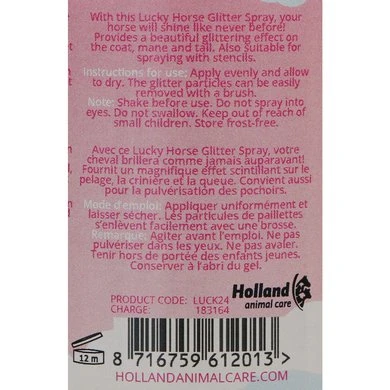 With this Lucky Horse Glitter Spray, your
horse will shine like never before!
Provides a beautiful glittering effect on
the coat, mane and tail. Also suitable for
spraying with stencils.
Instructions for use: Apply evenly and allow
to dry. The glitter particles can be easily
removed with a brush.
Note: Shake before use. Do not spray into
eyes. Do not swallow. Keep out of reach of
small children. Store frost-free.
Avec ce Lucky Horse Glitter Spray, votre
cheval brillera comme jamais auparavant!
Fournit un magnifique effet scintillant sur le
pelage, la crinière et la queue. Convient aussi
pour la pulvérisation des pochoirs.
Mode d'emploi: Appliquer uniformément et
laisser sécher. Les particules de paillettes
s'enlèvent facilement avec une brosse.
Remarque: Agiter avant l'emploi. Ne pas
pulvériser dans les yeux. Ne pas avaler.
Tenir hors de portée des enfants jeunes.
Conserver à l'abri du gel.
PRODUCT CODE: LUCK24
CHARGE: 183164
Holland
animal care
12 m
8 716759 612013 >
HOLLANDANIMALCARE.COM